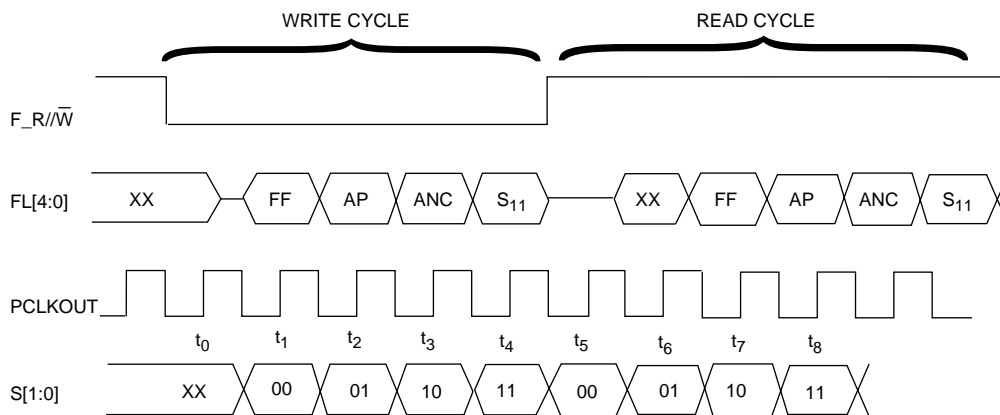 WRITE CYCLE READ CYCLE
F_R//W̅
FL[4:0] XX FF AP ANC S₁₁ XX FF AP ANC S₁₁
PCLKOUT
t₀ t₁ t₂ t₃ t₄ t₅ t₆ t₇ t₈
S[1:0] XX 00 01 10 11 00 01 10 11